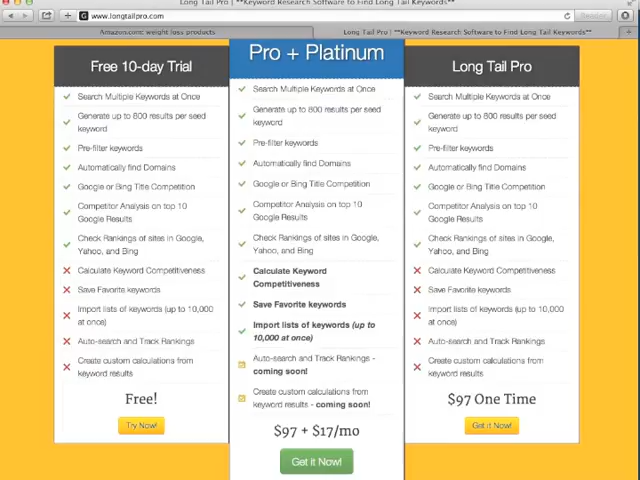 Long Tail Pro | **Keyword Research Software to Find Long Tail Keywords**
www.longtailpro.com
Amazon.com: weight loss products
Long Tail Pro | **Keyword Research Software to Find Long Tail Keywords**
Free 10-day Trial
Search Multiple Keywords at Once
Generate up to 800 results per seed
keyword
Pre-filter keywords
Automatically find Domains
Google or Bing Title Competition
Competitor Analysis on top 10
Google Results
Check Rankings of sites in Google,
Yahoo, and Bing
Calculate Keyword Competitiveness
Save Favorite keywords
Import lists of keywords (up to 10,000
at once)
Auto-search and Track Rankings
Create custom calculations from
keyword results
Free!
Try Now!
Pro + Platinum
Search Multiple Keywords at Once
Generate up to 800 results per seed
keyword
Pre-filter keywords
Automatically find Domains
Google or Bing Title Competition
Competitor Analysis on top 10
Google Results
Check Rankings of sites in Google,
Yahoo, and Bing
Calculate Keyword
Competitiveness
Save Favorite keywords
Import lists of keywords (up to
10,000 at once)
Auto-search and Track Rankings -
coming soon!
Create custom calculations from
keyword results - coming soon!
$97 + $17/mo
Get it Now!
Long Tail Pro
Search Multiple Keywords at Once
Generate up to 800 results per seed
keyword
Pre-filter keywords
Automatically find Domains
Google or Bing Title Competition
Competitor Analysis on top 10
Google Results
Check Rankings of sites in Google,
Yahoo, and Bing
Calculate Keyword Competitiveness
Save Favorite keywords
Import lists of keywords (up to 10,000
at once)
Auto-search and Track Rankings
Create custom calculations from
keyword results
$97 One Time
Get it Now!